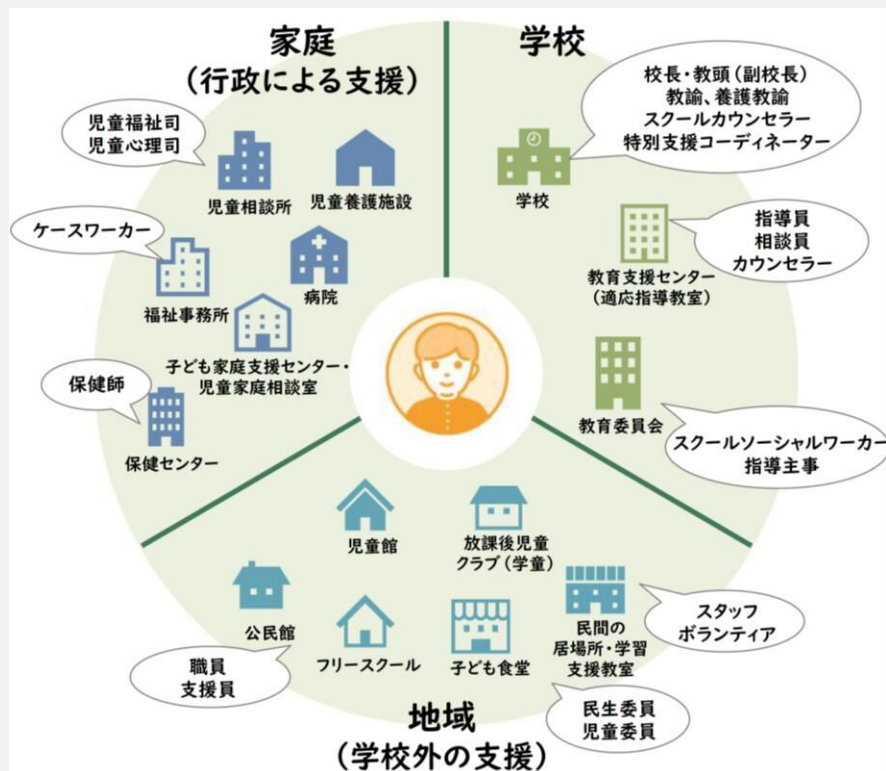 家庭
（行政による支援）
児童福祉司
児童心理司
児童相談所
児童養護施設
ケースワーカー
福祉事務所
病院
子ども家庭支援センター・
児童家庭相談室
保健師
保健センター
学校
校長・教頭（副校長）
教諭、養護教諭
スクールカウンセラー
特別支援コーディネーター
学校
指導員
相談員
カウンセラー
教育支援センター
（適応指導教室）
教育委員会
スクールソーシャルワーカー
指導主事
児童館
放課後児童
クラブ（学童）
公民館
フリースクール
子ども食堂
民間の
居場所・学習
支援教室
スタッフ
ボランティア
職員
支援員
民生委員
児童委員
地域
（学校外の支援）